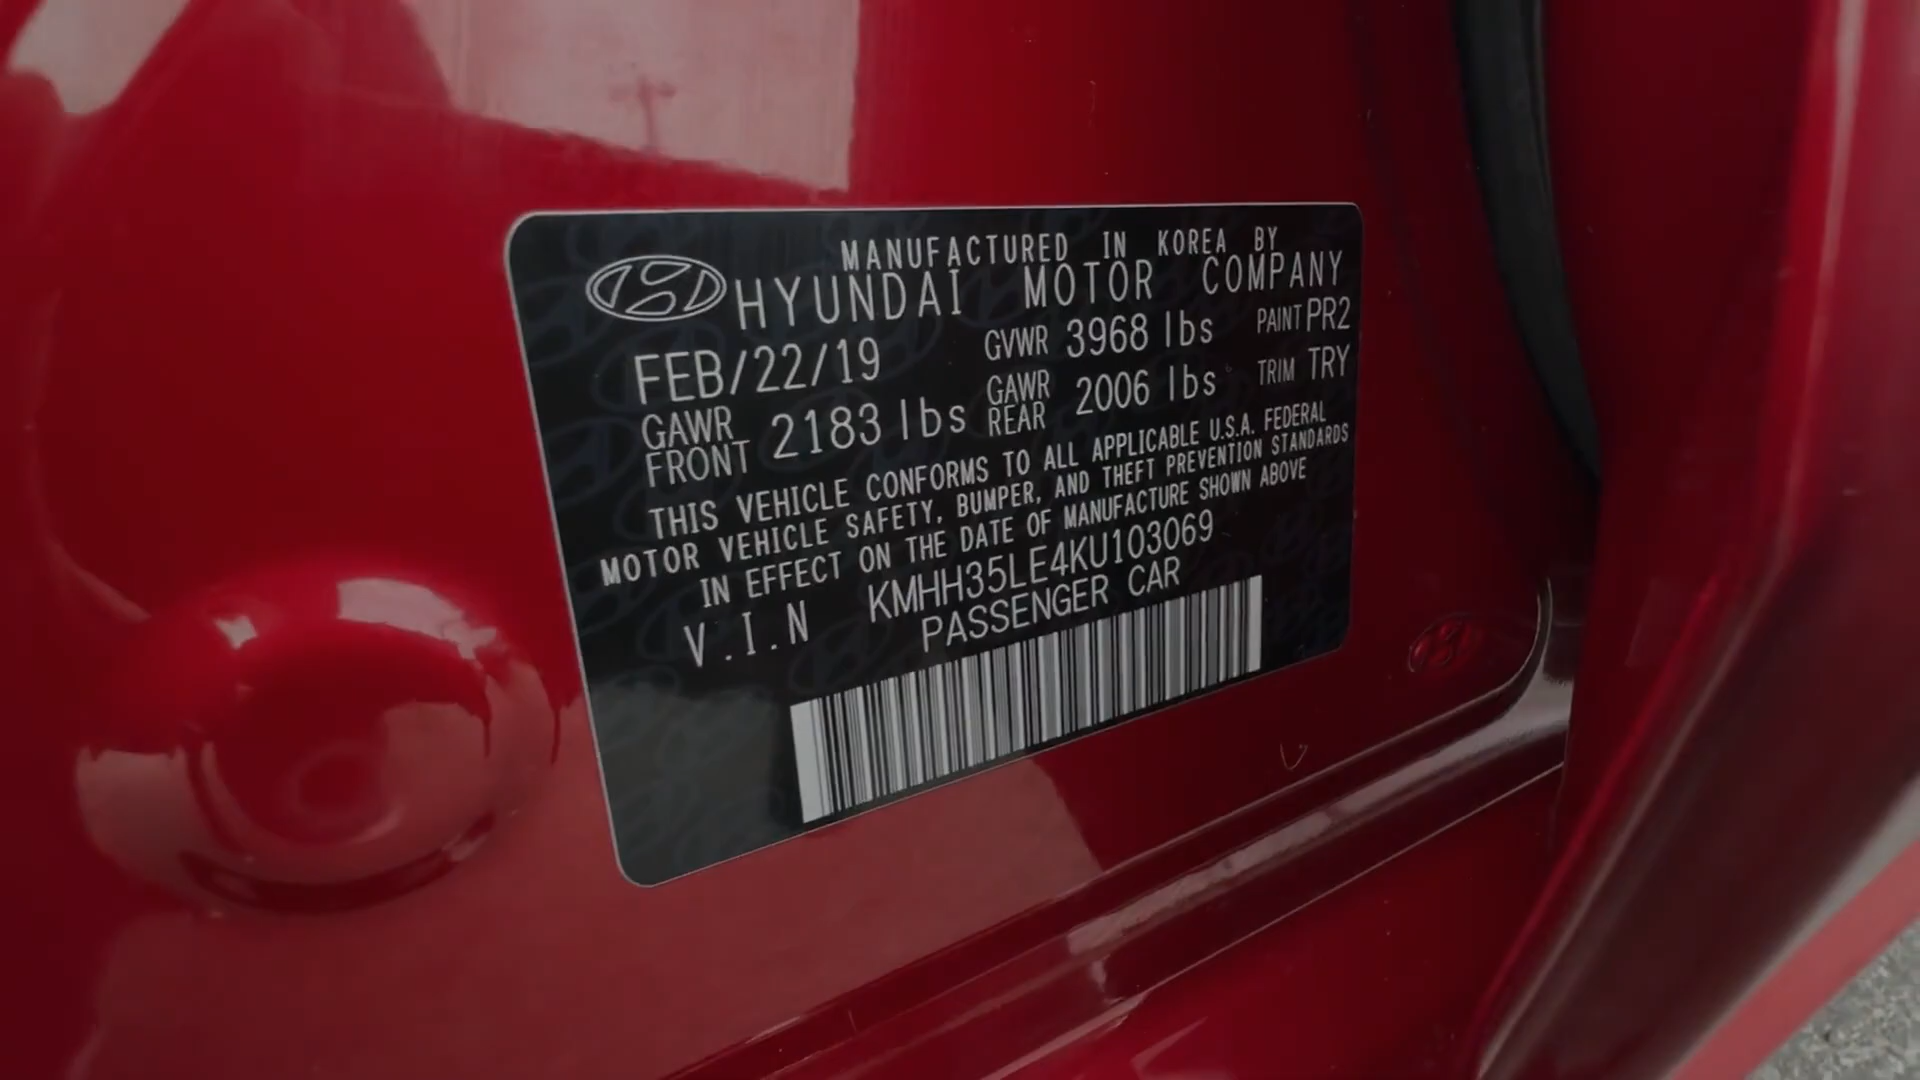 MANUFACTURED IN KOREA BY
HYUNDAI MOTOR COMPANY
FEB/22/19 GVWR 3968 lbs PAINT PR2
GAWR FRONT 2183 lbs GAWR REAR 2006 lbs TRIM TRY
THIS VEHICLE CONFORMS TO ALL APPLICABLE U.S.A. FEDERAL
MOTOR VEHICLE SAFETY, BUMPER, AND THEFT PREVENTION STANDARDS
IN EFFECT ON THE DATE OF MANUFACTURE SHOWN ABOVE
V.I.N KMHH35LE4KU103069
PASSENGER CAR